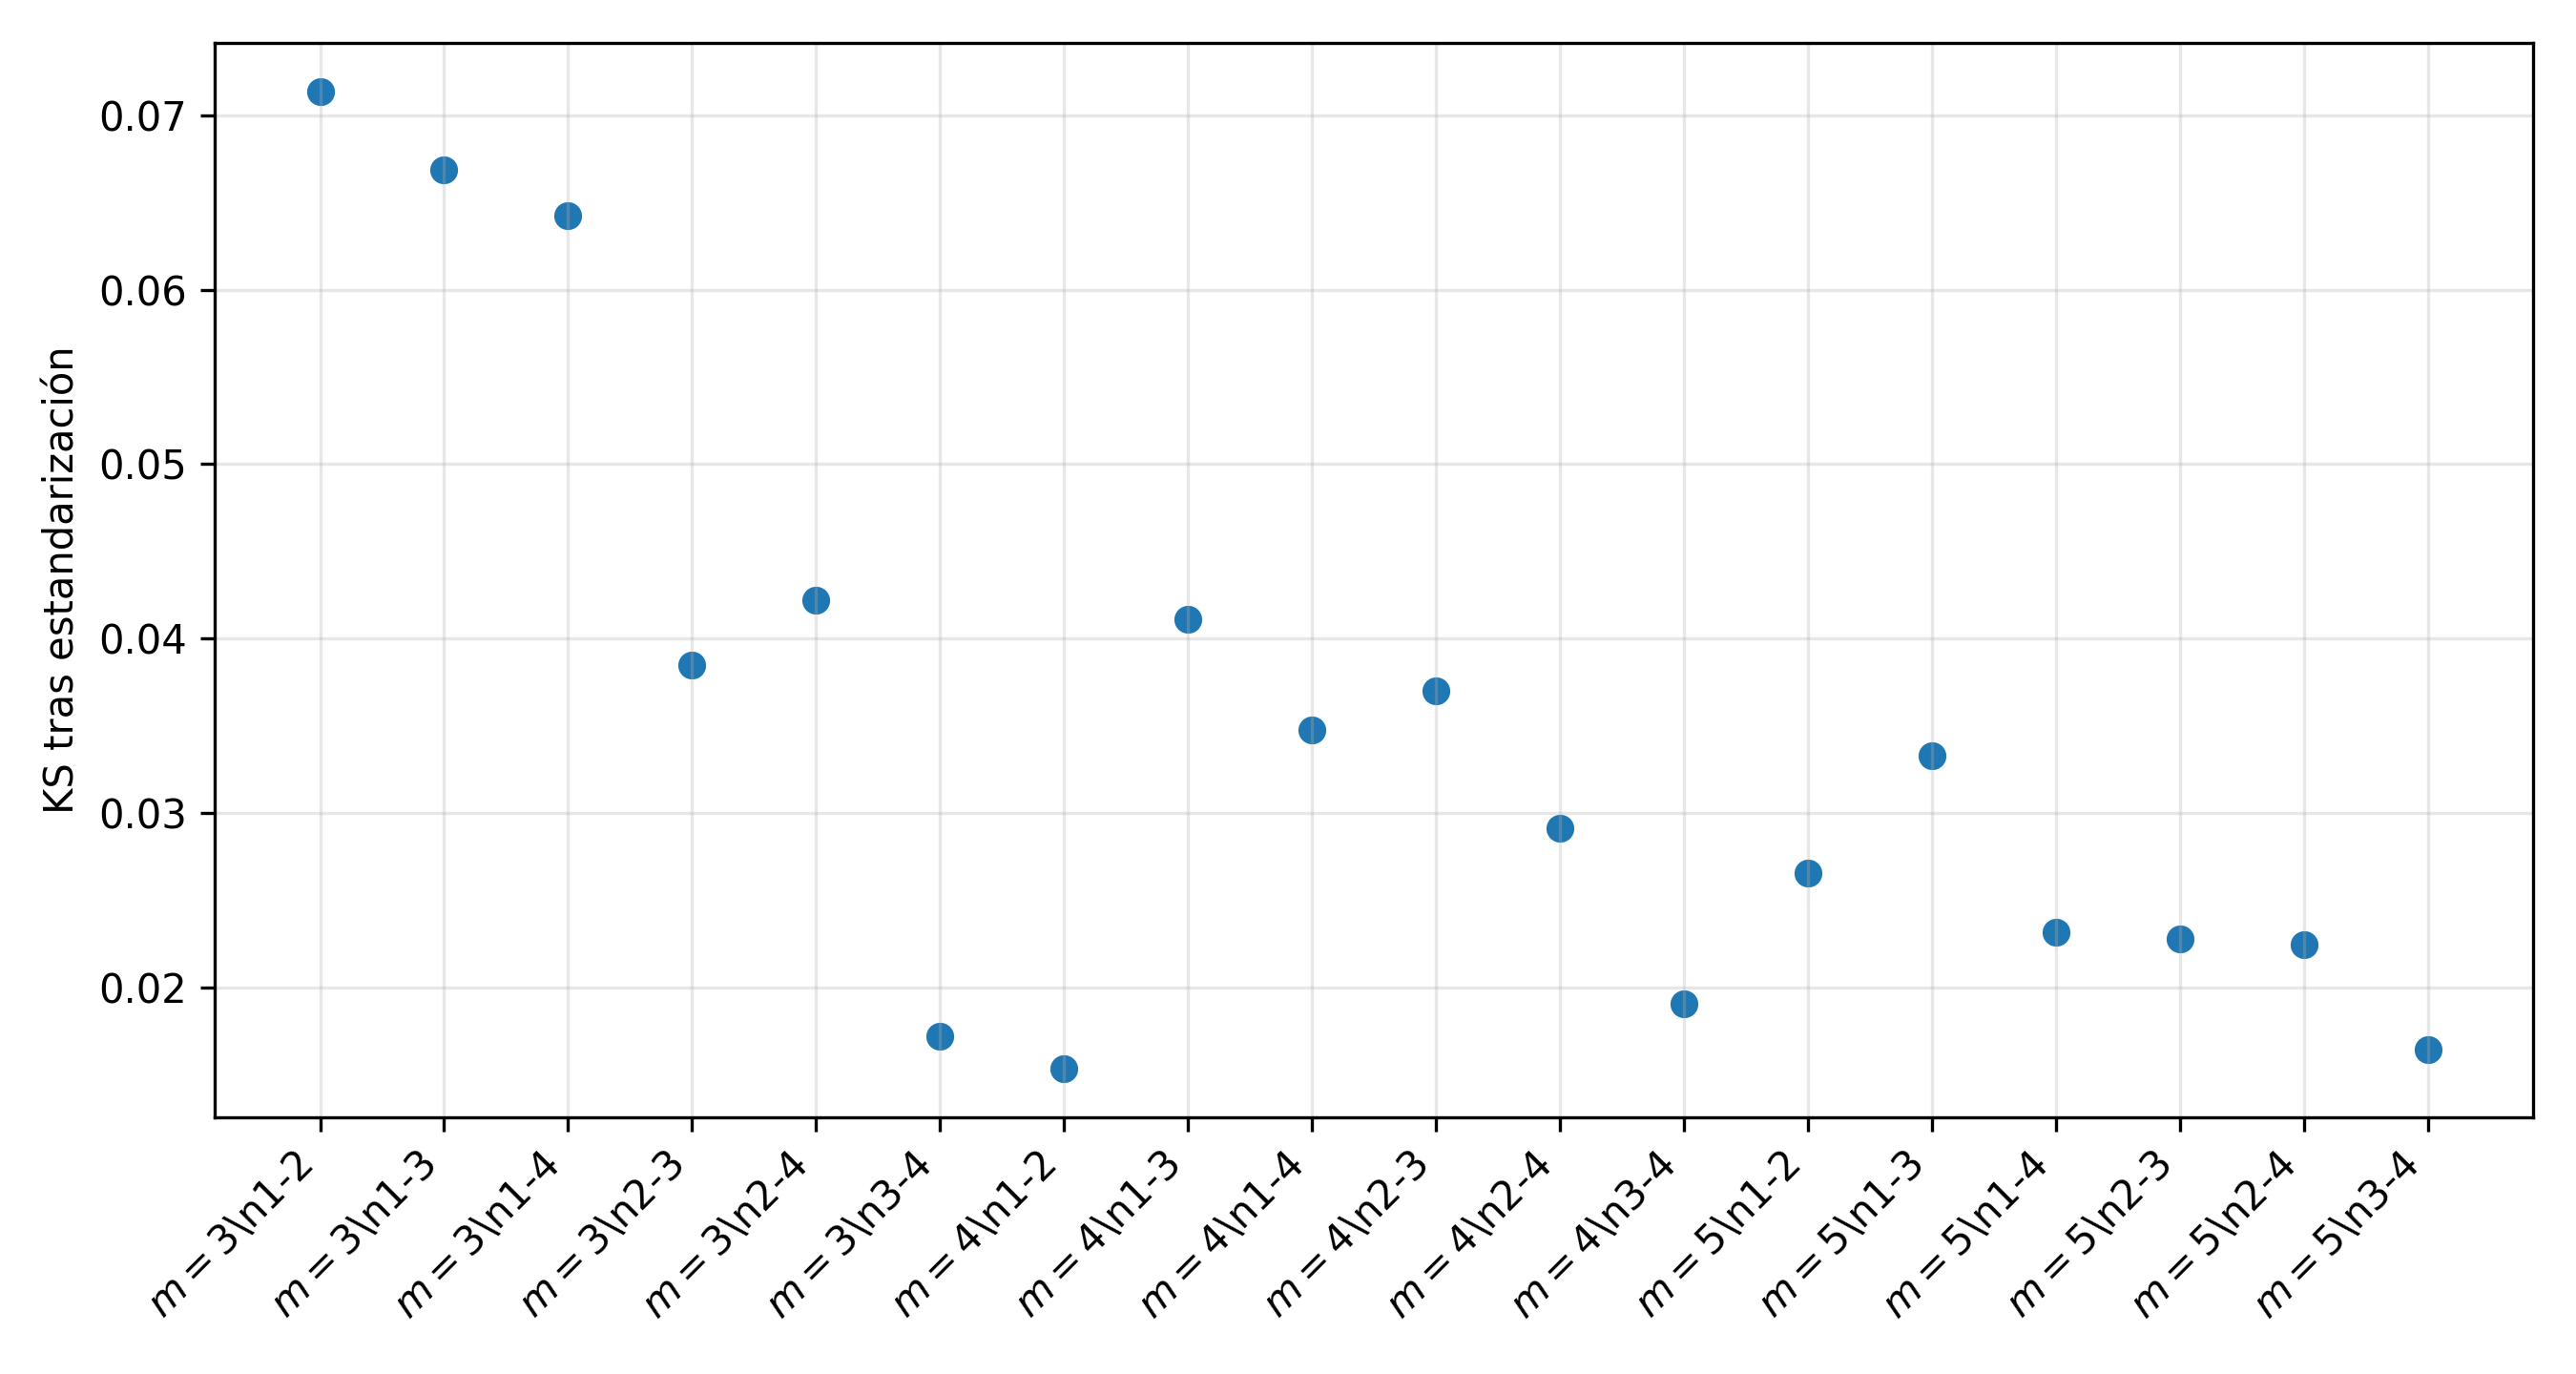 KS tras estandarización
0.07
0.06
0.05
0.04
0.03
0.02
m = 3\\n1-2
m = 3\\n1-3
m = 3\\n1-4
m = 3\\n2-3
m = 3\\n2-4
m = 3\\n3-4
m = 4\\n1-2
m = 4\\n1-3
m = 4\\n1-4
m = 4\\n2-3
m = 4\\n2-4
m = 4\\n3-4
m = 5\\n1-2
m = 5\\n1-3
m = 5\\n1-4
m = 5\\n2-3
m = 5\\n2-4
m = 5\\n3-4